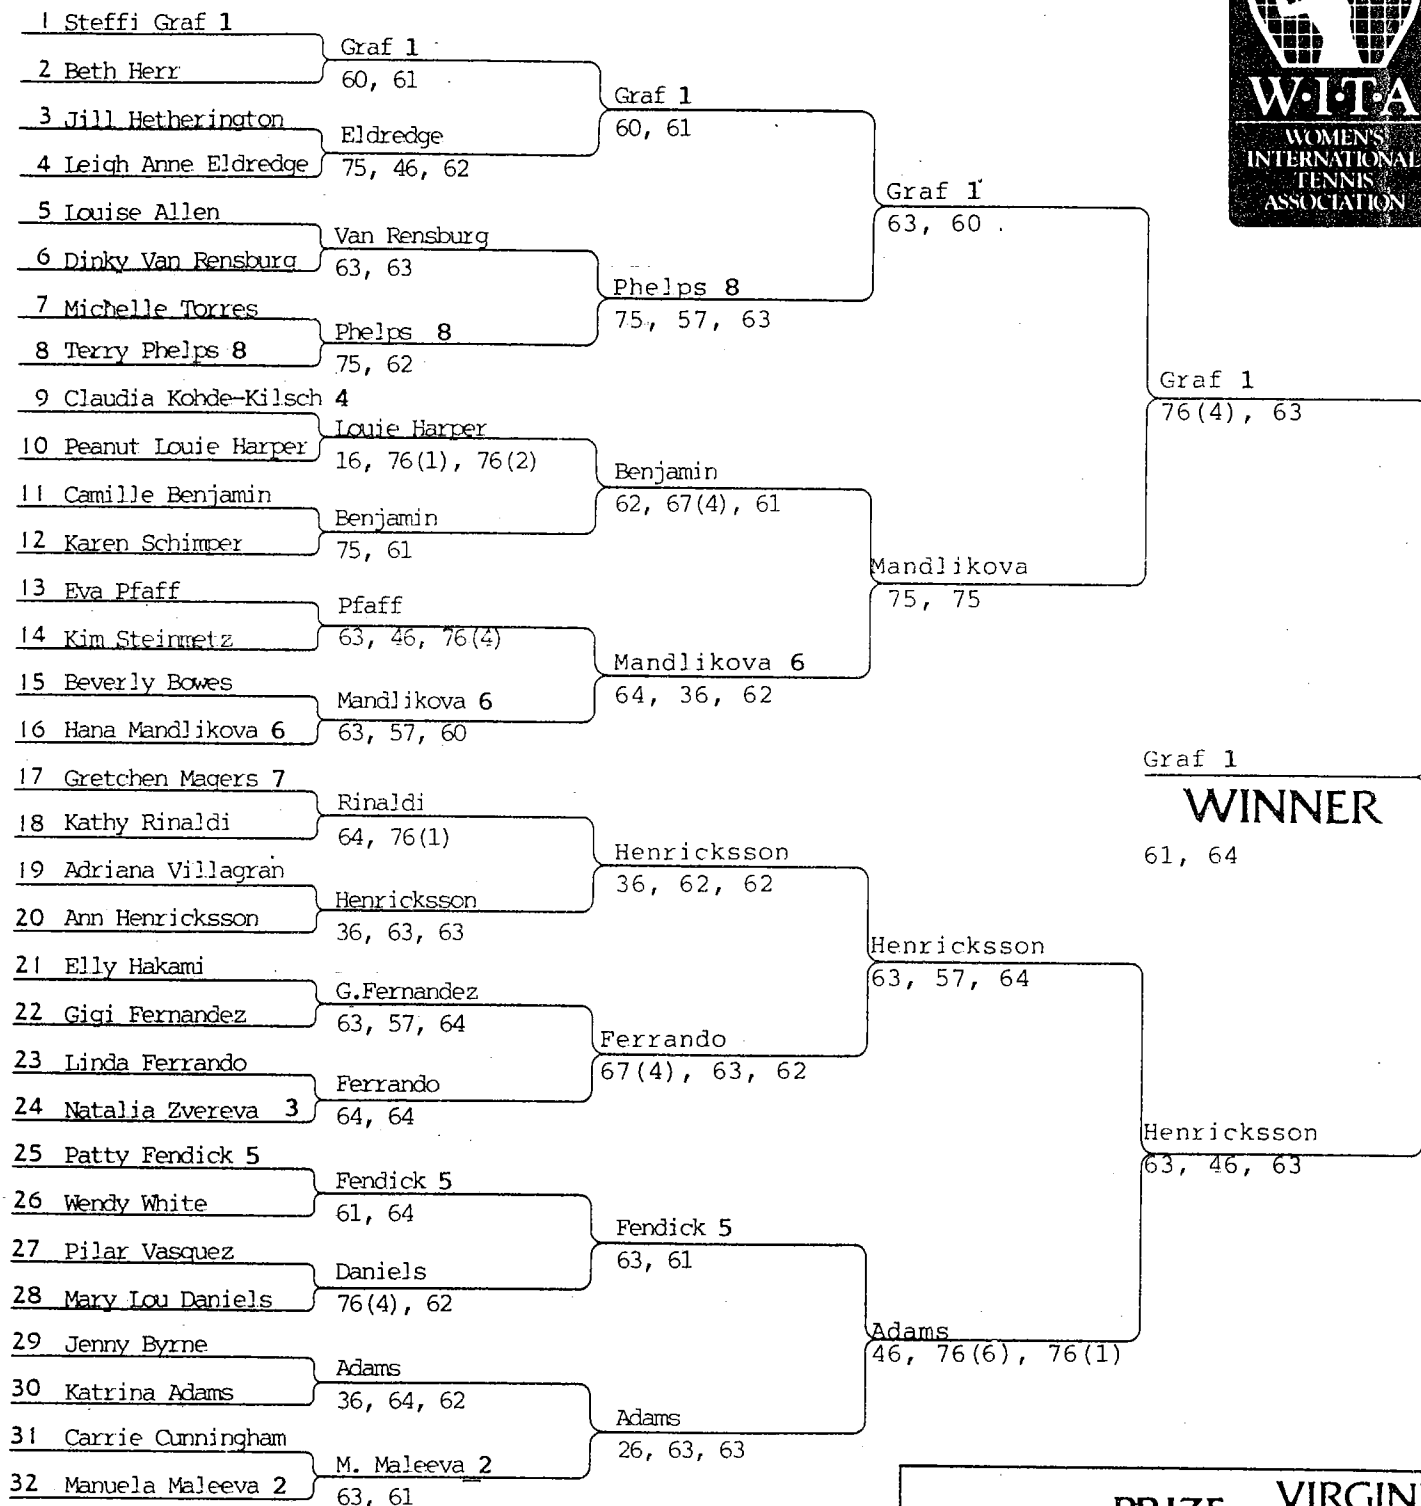 1 Steffi Graf 1
2 Beth Herr
3 Jill Hetherington
4 Leigh Anne Eldredge
5 Louise Allen
6 Dinky Van Rensburg
7 Michelle Torres
8 Terry Phelps 8
9 Claudia Kohde-Kilsch 4
10 Peanut Louie Harper
11 Camille Benjamin
12 Karen Schimper
13 Eva Pfaff
14 Kim Steinmetz
15 Beverly Bowes
16 Hana Mandlikova 6
17 Gretchen Magers 7
18 Kathy Rinaldi
19 Adriana Villagran
20 Ann Henricksson
21 Elly Hakami
22 Gigi Fernandez
23 Linda Ferrando
24 Natalia Zvereva 3
25 Patty Fendick 5
26 Wendy White
27 Pilar Vasquez
28 Mary Lou Daniels
29 Jenny Byrne
30 Katrina Adams
31 Carrie Cunningham
32 Manuela Maleeva 2
Graf 1
60, 61
Eldredge
75, 46, 62
Van Rensburg
63, 63
Phelps 8
75, 62
Louie Harper
16, 76(1), 76(2)
Benjamin
75, 61
Pfaff
63, 46, 76(4)
Mandlikova 6
63, 57, 60
Rinaldi
64, 76(1)
Henricksson
36, 63, 63
G.Fernandez
63, 57, 64
Ferrando
64, 64
Fendick 5
61, 64
Daniels
76(4), 62
Adams
36, 64, 62
M. Maleeva 2
63, 61
Graf 1
60, 61
Phelps 8
75, 57, 63
Benjamin
62, 67(4), 61
Mandlikova 6
64, 36, 62
Henricksson
36, 62, 62
Ferrando
67(4), 63, 62
Fendick 5
63, 61
Adams
26, 63, 63
Graf 1
63, 60
Mandlikova
75, 75
Henricksson
63, 57, 64
Adams
46, 76(6), 76(1)
Graf 1
76(4), 63
Henricksson
63, 46, 63
Graf 1
WINNER
61, 64
W•I•T•A
WOMEN'S
INTERNATIONAL
TENNIS
ASSOCIATION
PRIZE VIRGIN